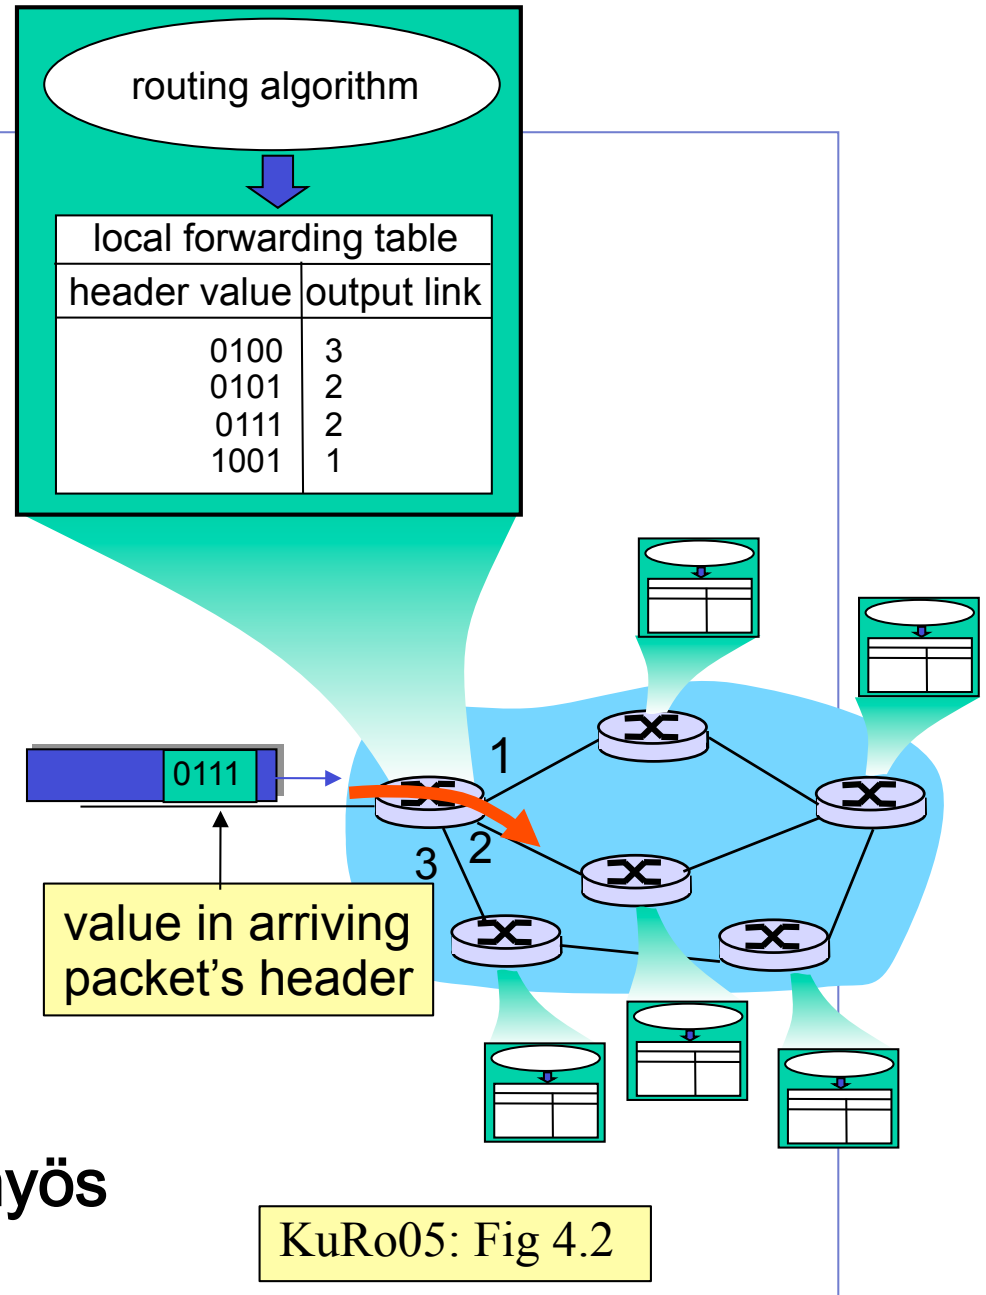 routing algorithm
local forwarding table
header value output link
0100 3
0101 2
0111 2
1001 1
0111
1
2
3
value in arriving
packet's header
KuRo05: Fig 4.2